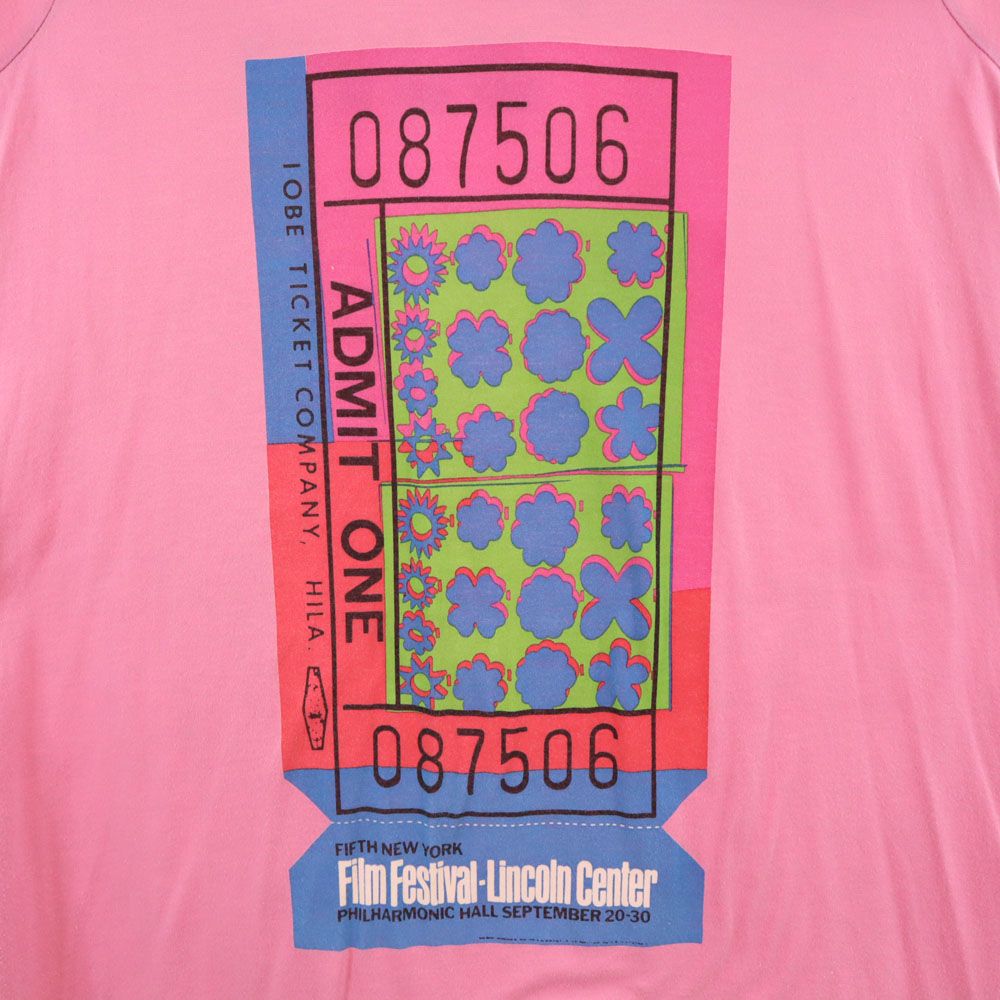 087506
IOBE TICKET COMPANY, HILA.
ADMIT ONE
087506
FIFTH NEW YORK
Film Festival-Lincoln Center
PHILHARMONIC HALL SEPTEMBER 20-30